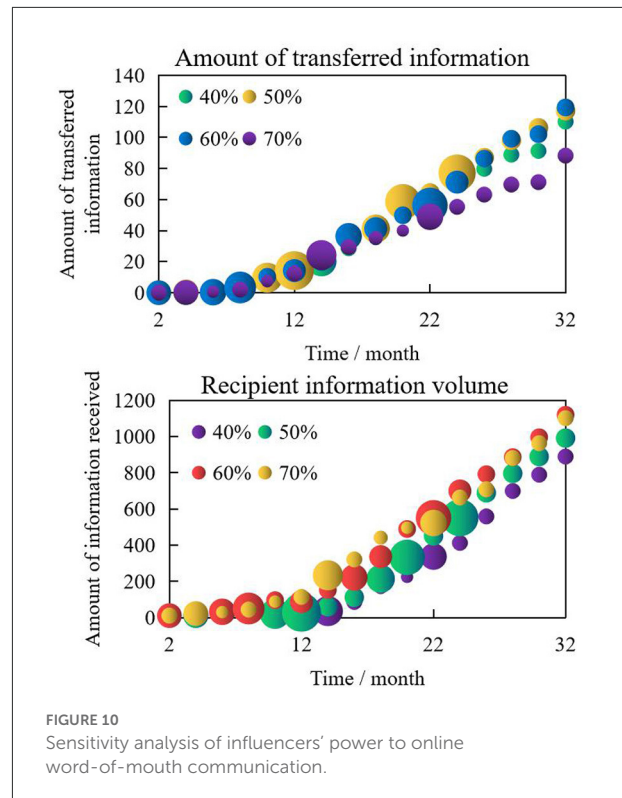 Amount of transferred information
140
120
100
80
60
40
20
0
40% 50%
60% 70%
Amount of transferred
information
2 12 22 32
Time / month
Recipient information volume
1200
1000
800
600
400
200
0
40% 50%
60% 70%
Amount of information received
2 12 22 32
Time / month
FIGURE 10
Sensitivity analysis of influencers' power to online
word-of-mouth communication.